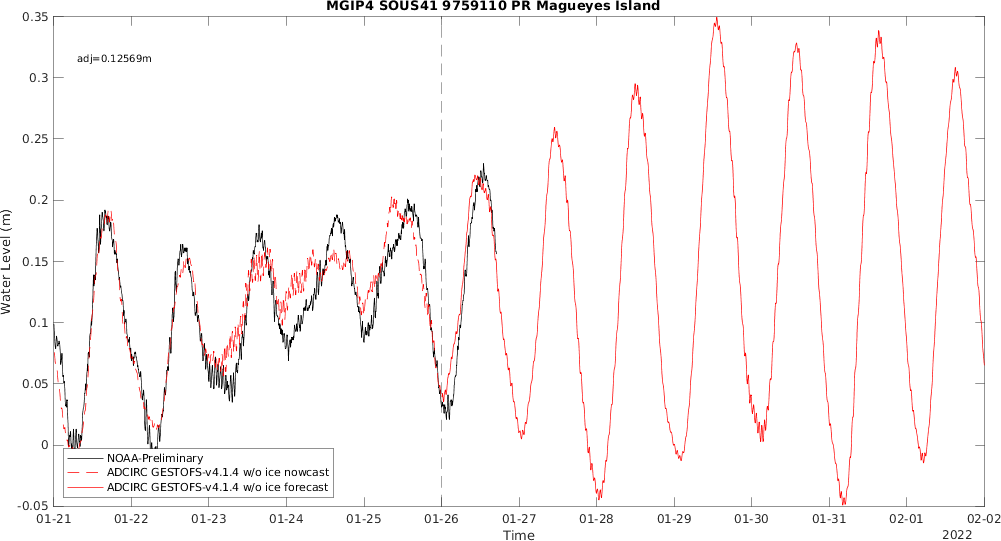 MGIP4 SOUS41 9759110 PR Magueyes Island
adj=0.12569m
0.35
0.3
0.25
0.2
0.15
0.1
0.05
0
-0.05
Water Level (m)
NOAA-Preliminary
ADCIRC GESTOFS-v4.1.4 w/o ice nowcast
ADCIRC GESTOFS-v4.1.4 w/o ice forecast
01-21 01-22 01-23 01-24 01-25 01-26 01-27 01-28 01-29 01-30 01-31 02-01 02-02
Time
2022